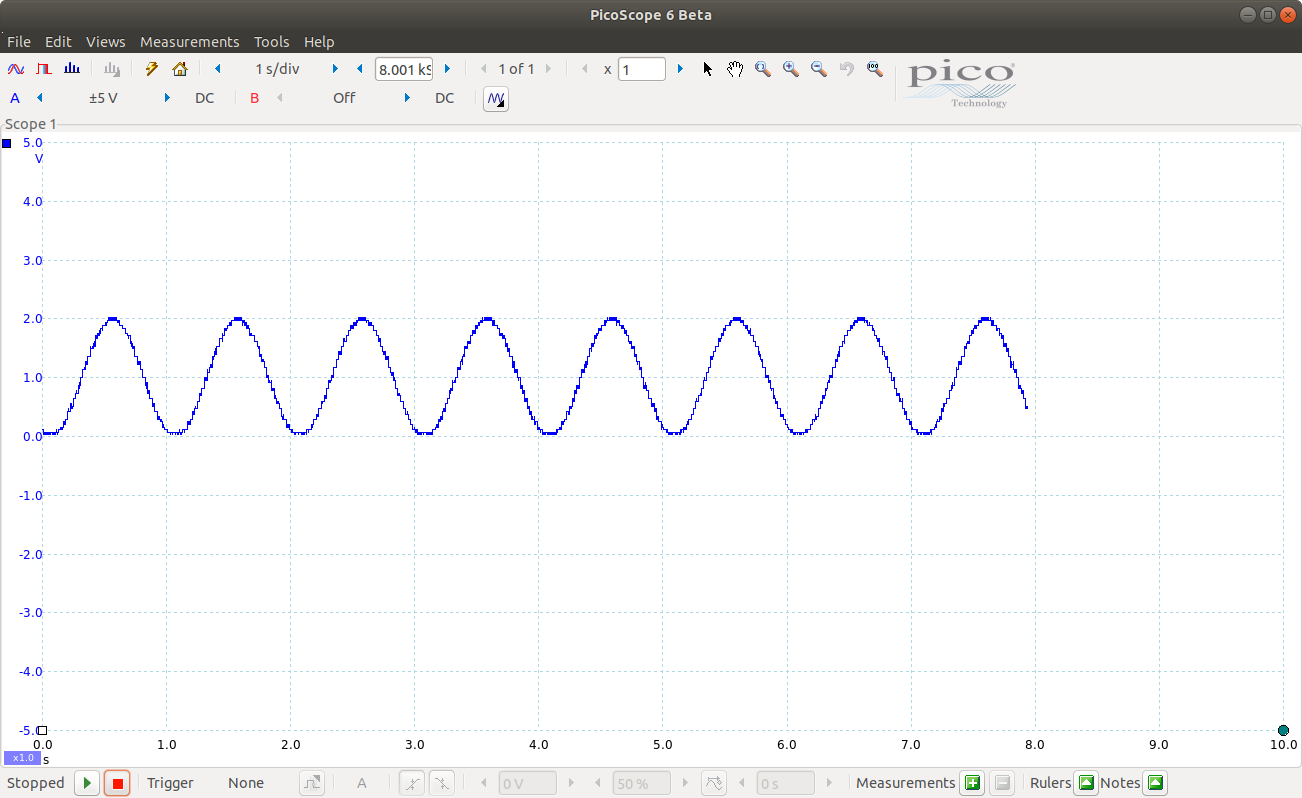 PicoScope 6 Beta
File Edit Views Measurements Tools Help
1 s/div 8.001 kS 1 of 1 x 1
pico
Technology
A ±5 V DC B Off DC
Scope 1
5.0
V
4.0
3.0
2.0
1.0
0.0
-1.0
-2.0
-3.0
-4.0
-5.0
0.0 1.0 2.0 3.0 4.0 5.0 6.0 7.0 8.0 9.0 10.0
x1.0 s
Stopped Trigger None A 0 V 50 % 0 s Measurements Rulers Notes